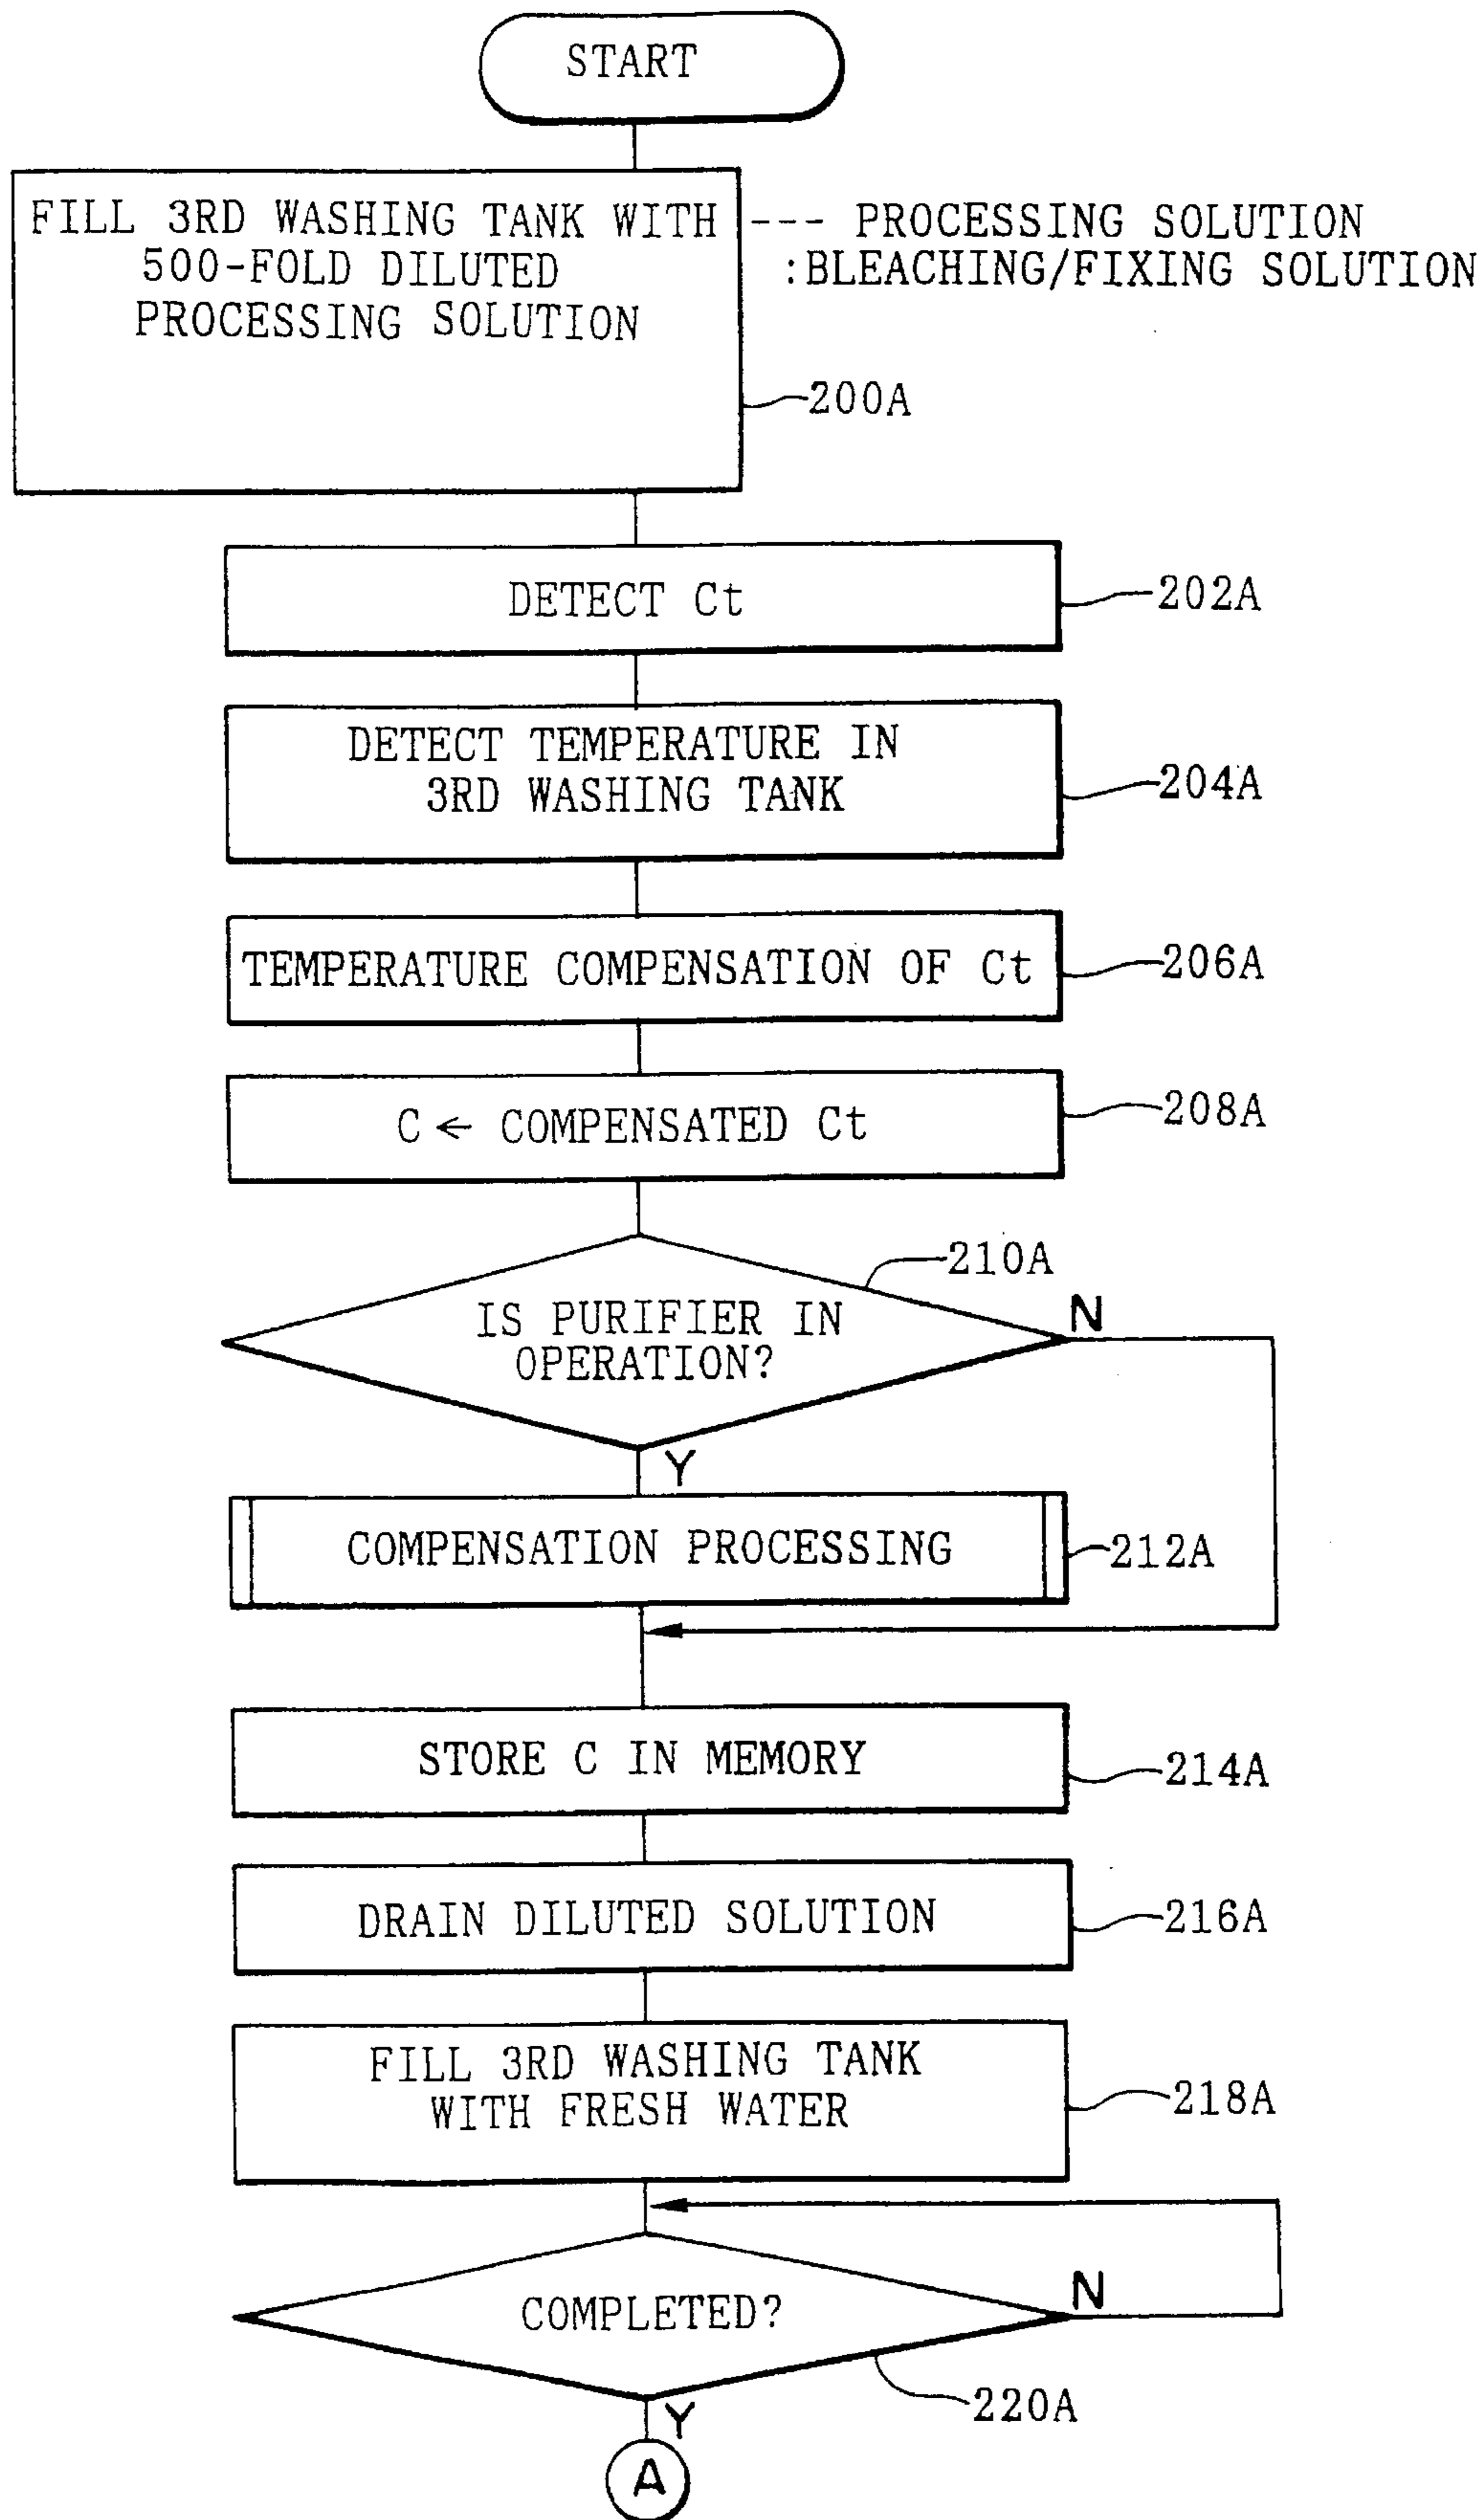 START
FILL 3RD WASHING TANK WITH --- PROCESSING SOLUTION
500-FOLD DILUTED :BLEACHING/FIXING SOLUTION
PROCESSING SOLUTION
200A
DETECT Ct
202A
DETECT TEMPERATURE IN
3RD WASHING TANK
204A
TEMPERATURE COMPENSATION OF Ct
206A
C ← COMPENSATED Ct
208A
210A
IS PURIFIER IN
OPERATION?
N
Y
COMPENSATION PROCESSING
212A
STORE C IN MEMORY
214A
DRAIN DILUTED SOLUTION
216A
FILL 3RD WASHING TANK
WITH FRESH WATER
218A
COMPLETED?
N
220A
Y
A